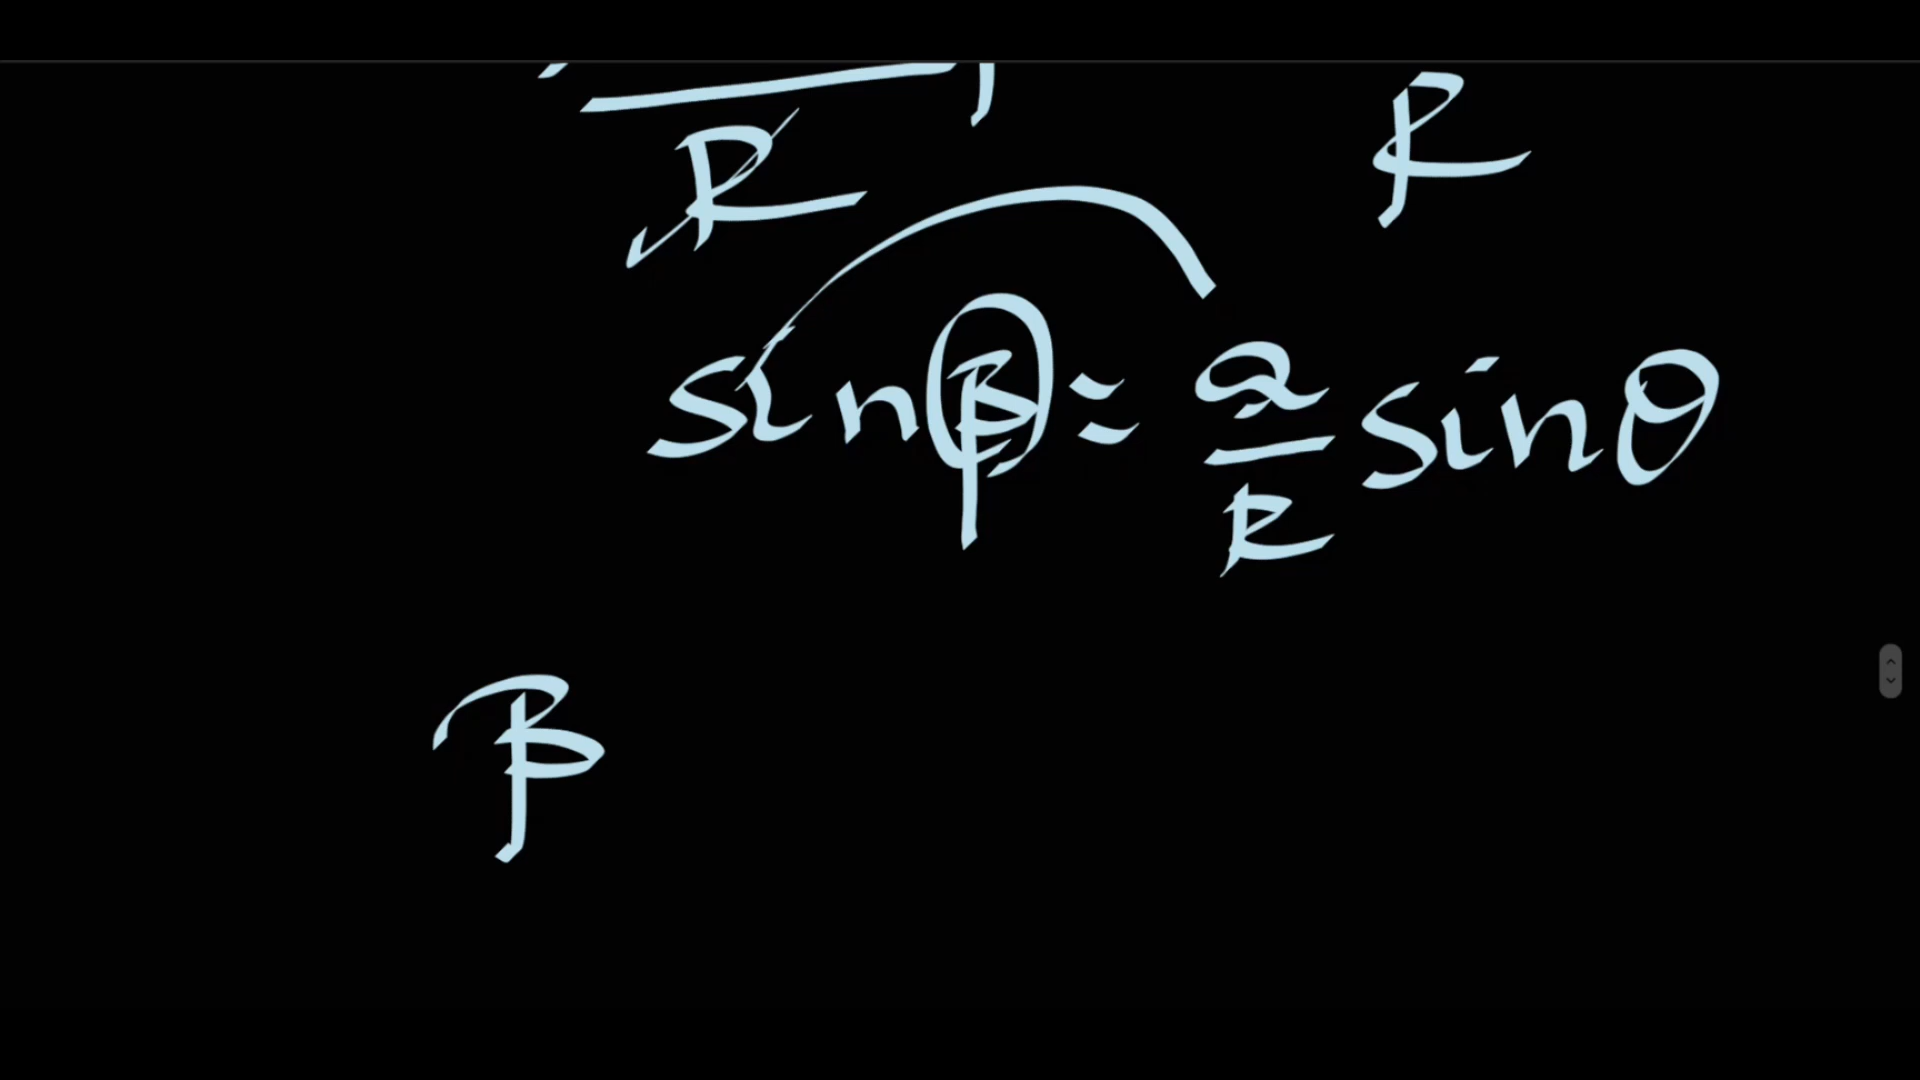 R R
sinβ = a/R sinθ
β